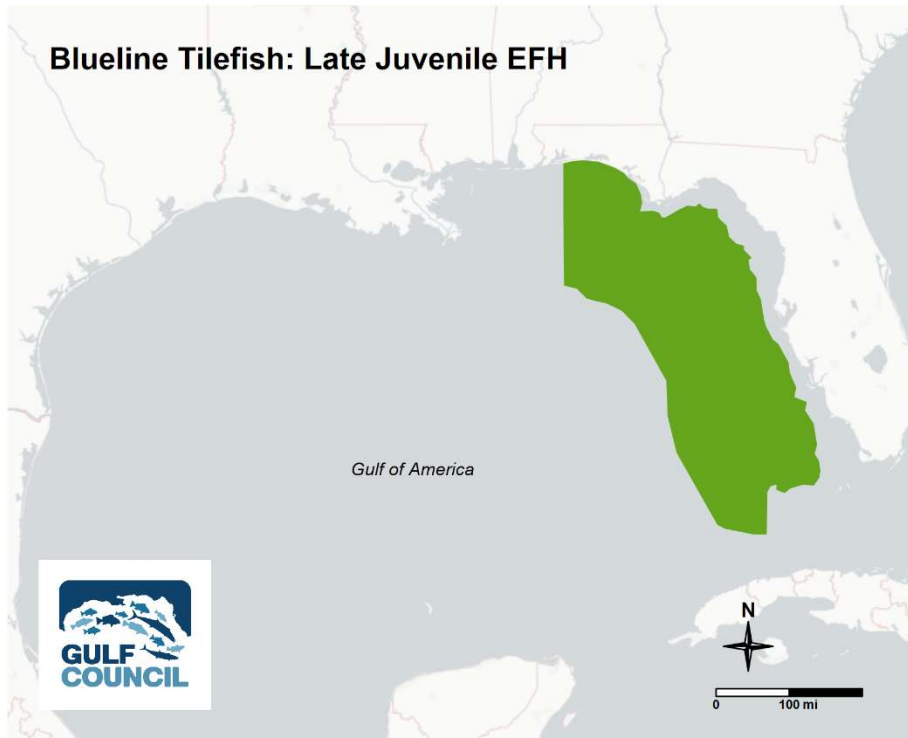 Blueline Tilefish: Late Juvenile EFH
Gulf of America
GULF
COUNCIL
N
0 100 mi